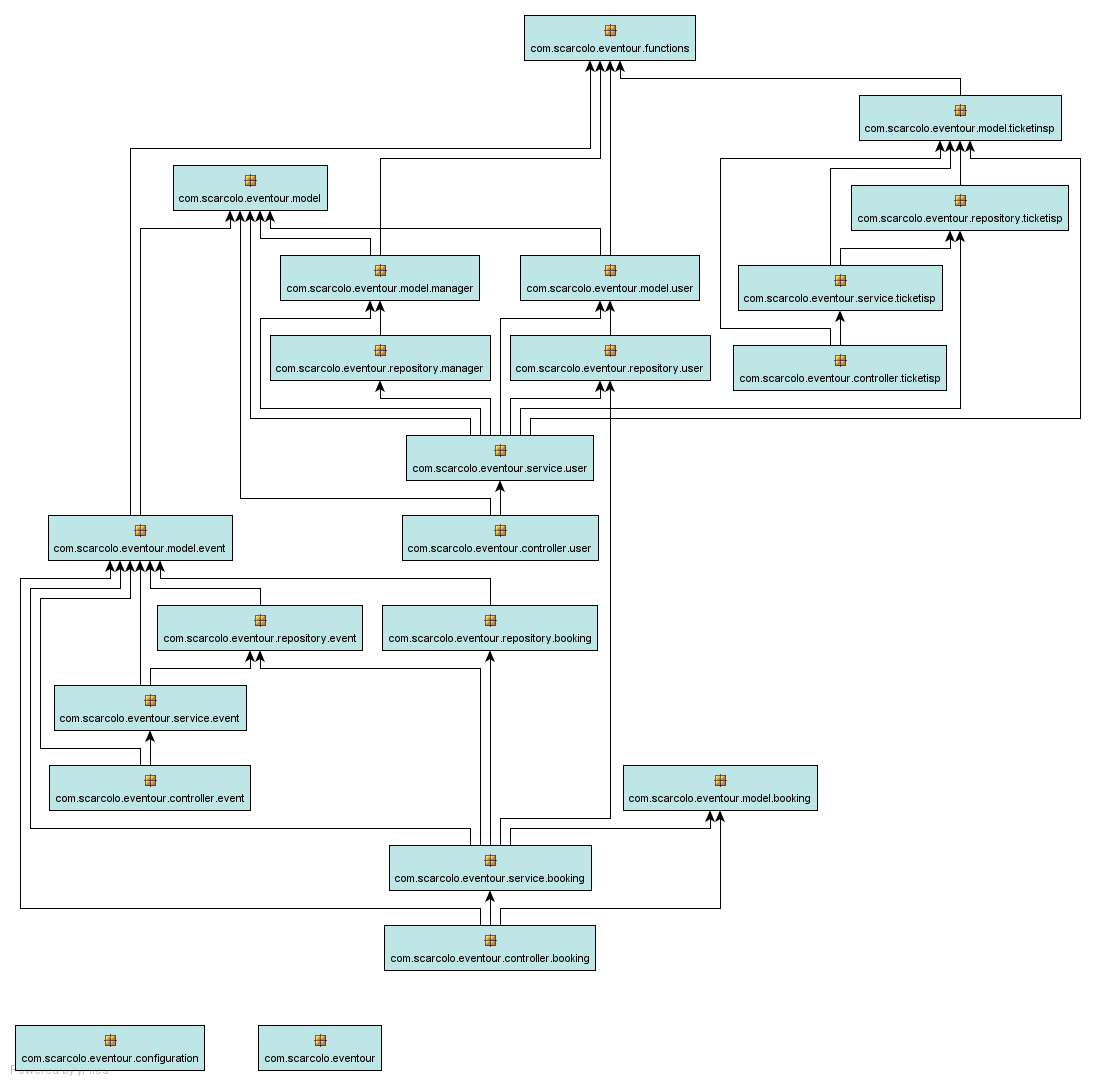 com.scarcolo.eventour.functions
com.scarcolo.eventour.model.ticketinsp
com.scarcolo.eventour.model
com.scarcolo.eventour.repository.ticketisp
com.scarcolo.eventour.model.manager
com.scarcolo.eventour.model.user
com.scarcolo.eventour.service.ticketisp
com.scarcolo.eventour.repository.manager
com.scarcolo.eventour.repository.user
com.scarcolo.eventour.controller.ticketisp
com.scarcolo.eventour.service.user
com.scarcolo.eventour.model.event
com.scarcolo.eventour.controller.user
com.scarcolo.eventour.repository.event
com.scarcolo.eventour.repository.booking
com.scarcolo.eventour.service.event
com.scarcolo.eventour.controller.event
com.scarcolo.eventour.model.booking
com.scarcolo.eventour.service.booking
com.scarcolo.eventour.controller.booking
com.scarcolo.eventour.configuration
com.scarcolo.eventour
Powered by yFiles